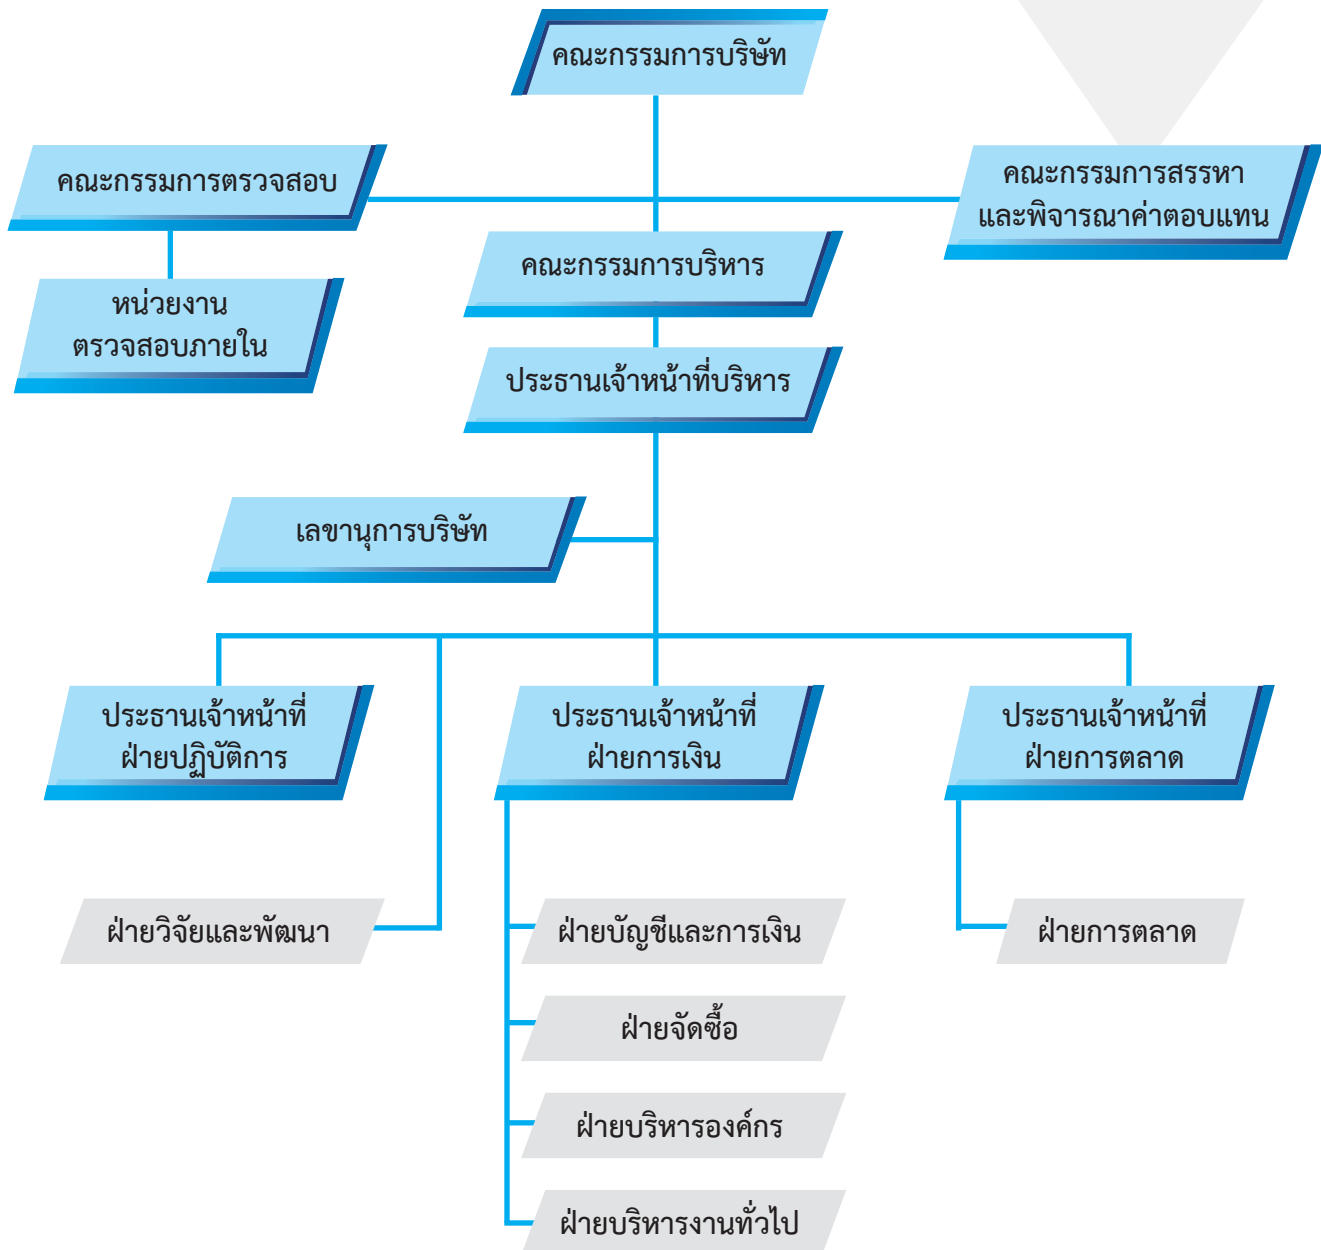 คณะกรรมการบริษัท
คณะกรรมการตรวจสอบ
คณะกรรมการสรรหา
และพิจารณาค่าตอบแทน
คณะกรรมการบริหาร
หน่วยงาน
ตรวจสอบภายใน
ประธานเจ้าหน้าที่บริหาร
เลขานุการบริษัท
ประธานเจ้าหน้าที่
ฝ่ายปฏิบัติการ
ประธานเจ้าหน้าที่
ฝ่ายการเงิน
ประธานเจ้าหน้าที่
ฝ่ายการตลาด
ฝ่ายวิจัยและพัฒนา
ฝ่ายบัญชีและการเงิน
ฝ่ายการตลาด
ฝ่ายจัดซื้อ
ฝ่ายบริหารองค์กร
ฝ่ายบริหารงานทั่วไป